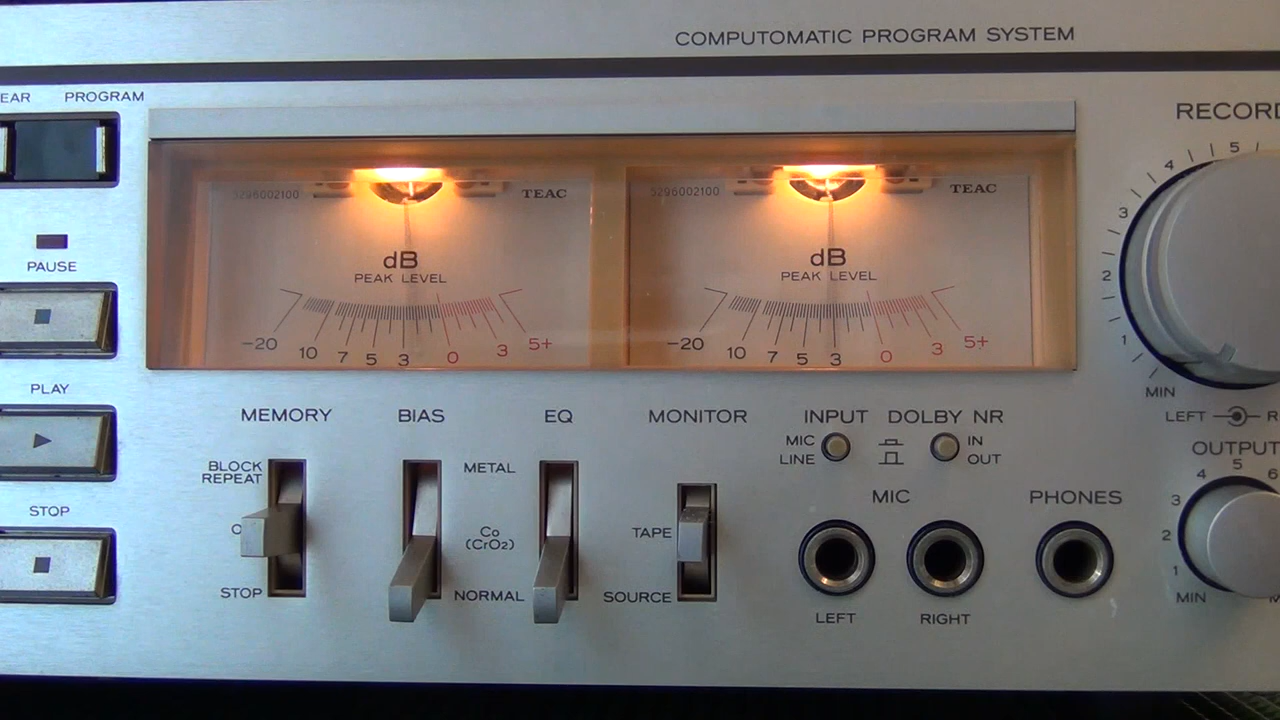 COMPUTOMATIC PROGRAM SYSTEM
EAR PROGRAM
RECORD
5296002100 TEAC
5296002100 TEAC
dB
PEAK LEVEL
-20 10 7 5 3 0 3 5+
dB
PEAK LEVEL
-20 10 7 5 3 0 3 5+
1 2 3 4 5
MIN
LEFT R
PAUSE
PLAY
STOP
MEMORY
BLOCK
REPEAT
STOP
BIAS
EQ
METAL
Co
(CrO2)
NORMAL
MONITOR
TAPE
SOURCE
INPUT
MIC
LINE
DOLBY NR
IN
OUT
MIC
LEFT
RIGHT
PHONES
OUTPUT
1 2 3 4 5 6
MIN